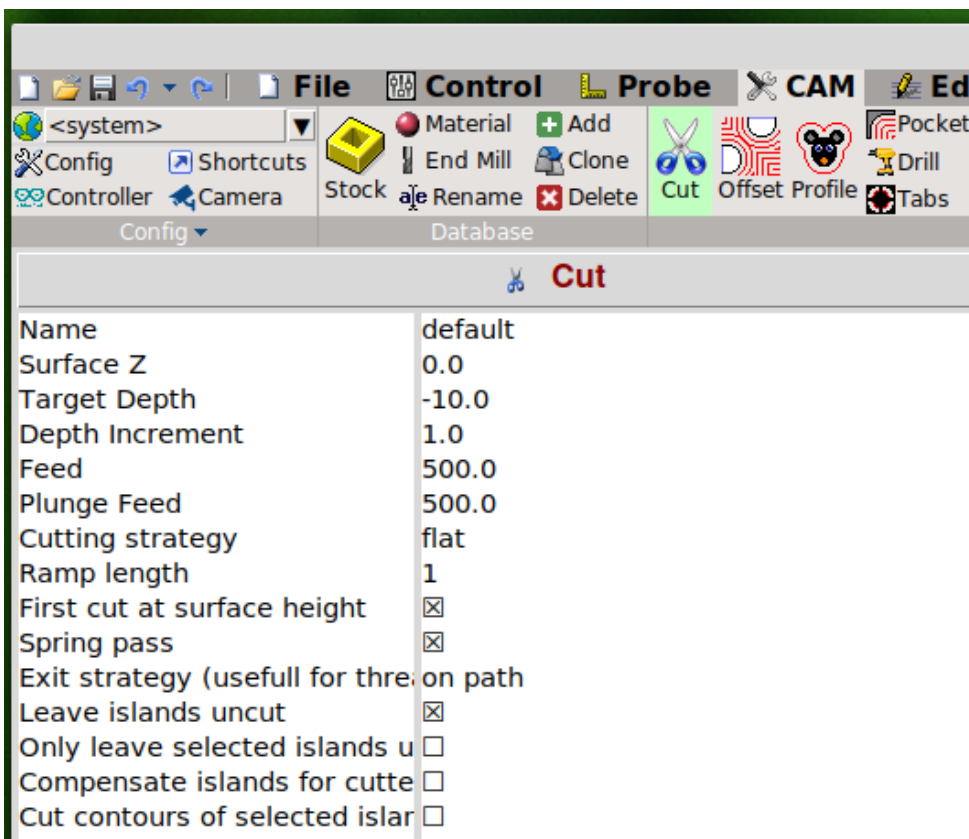 File Control Probe CAM Ed
<system> Material Add Pocket
Config Shortcuts End Mill Clone Drill
Stock Cut Offset Profile
Controller Camera Rename Delete Tabs
Config Database
Cut
Name default
Surface Z 0.0
Target Depth -10.0
Depth Increment 1.0
Feed 500.0
Plunge Feed 500.0
Cutting strategy flat
Ramp length 1
First cut at surface height
Spring pass
Exit strategy (usefull for threa on path
Leave islands uncut
Only leave selected islands u
Compensate islands for cutte
Cut contours of selected islan